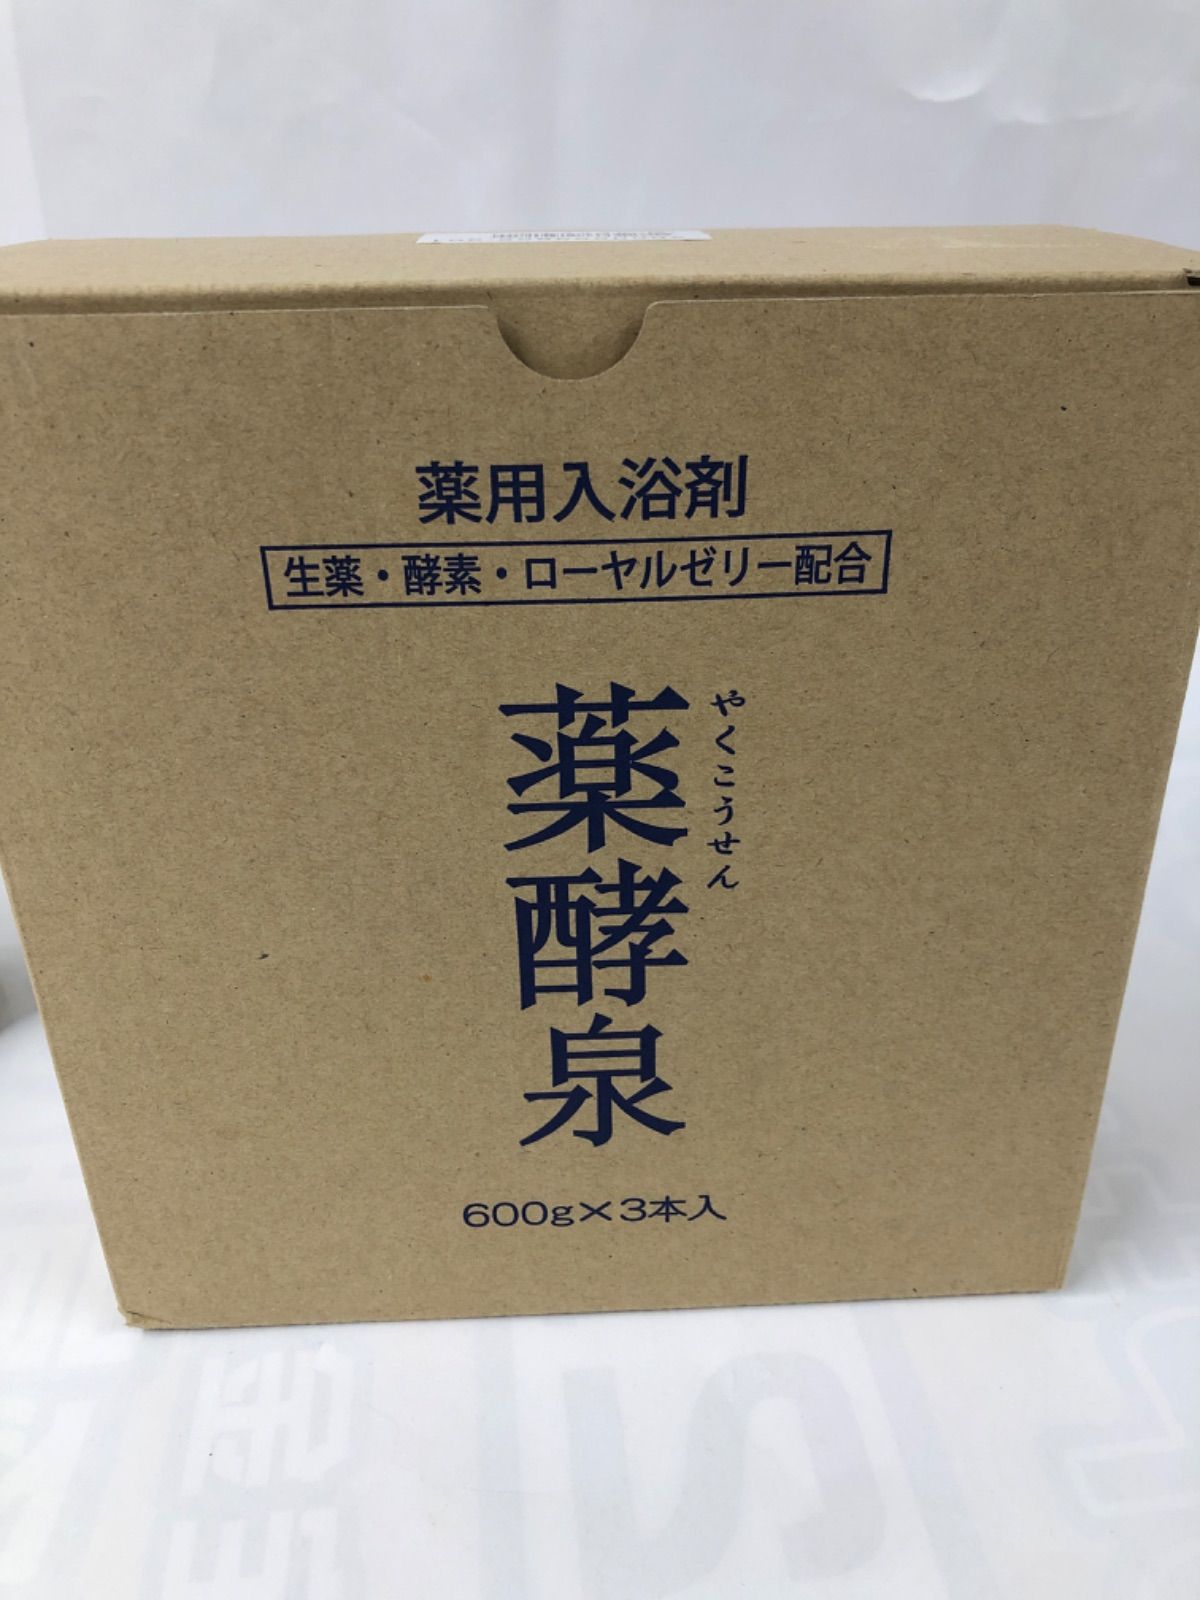 薬用入浴剤
生薬・酵素・ローヤルゼリー配合
薬酵泉
やくこうせん
600g×3本入